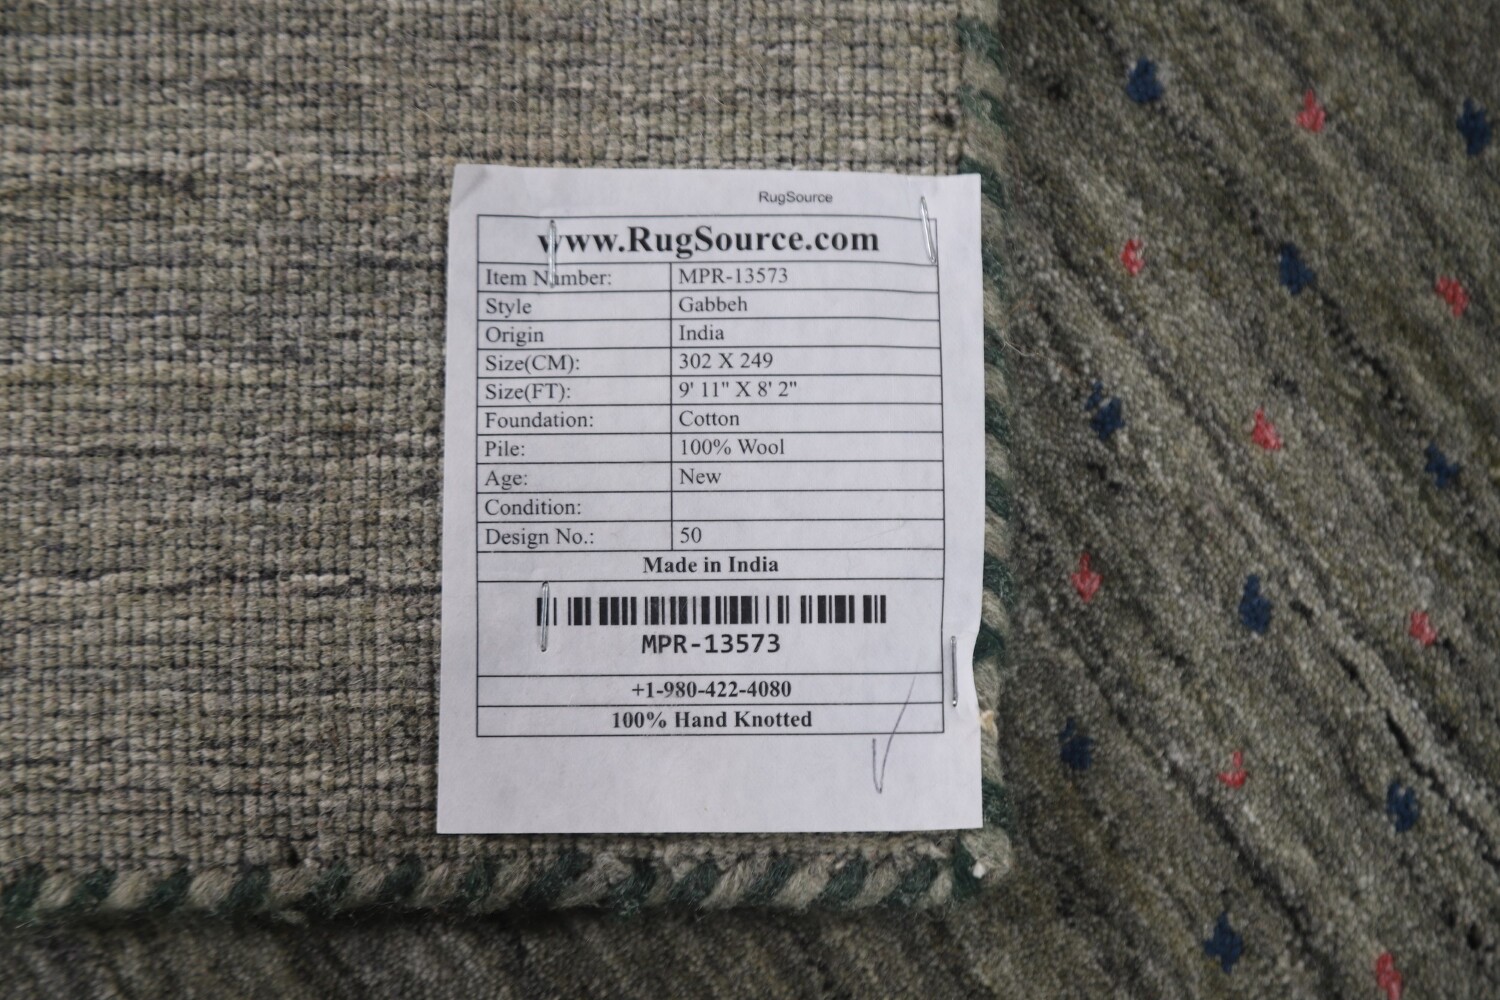 RugSource
www.RugSource.com
Item Number: MPR-13573
Style Gabbeh
Origin India
Size(CM): 302 X 249
Size(FT): 9' 11" X 8' 2"
Foundation: Cotton
Pile: 100% Wool
Age: New
Condition:
Design No.: 50
Made in India
MPR-13573
+1-980-422-4080
100% Hand Knotted